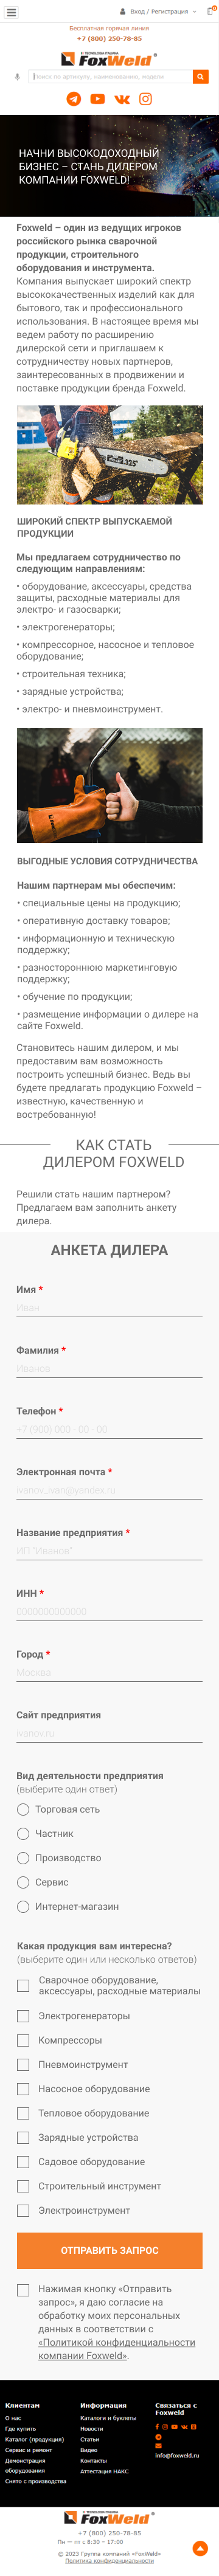 Вход / Регистрация
0
Бесплатная горячая линия
+7 (800) 250-78-85
ТЕХНОЛОГИИ ИТАЛИИ
FoxWeld®
Поиск по артикулу, наименованию, модели
НАЧНИ ВЫСОКОДОХОДНЫЙ
БИЗНЕС – СТАНЬ ДИЛЕРОМ
КОМПАНИИ FOXWELD!
Foxweld – один из ведущих игроков
российского рынка сварочной
продукции, строительного
оборудования и инструмента.
Компания выпускает широкий спектр
высококачественных изделий как для
бытового, так и профессионального
использования. В настоящее время мы
ведем работу по расширению
дилерской сети и приглашаем к
сотрудничеству новых партнеров,
заинтересованных в продвижении и
поставке продукции бренда Foxweld.
325"
ШИРОКИЙ СПЕКТР ВЫПУСКАЕМОЙ
ПРОДУКЦИИ
Мы предлагаем сотрудничество по
следующим направлениям:
• оборудование, аксессуары, средства
защиты, расходные материалы для
электро- и газосварки;
• электрогенераторы;
• компрессорное, насосное и тепловое
оборудование;
• строительная техника;
• зарядные устройства;
• электро- и пневмоинструмент.
ВЫГОДНЫЕ УСЛОВИЯ СОТРУДНИЧЕСТВА
Нашим партнерам мы обеспечим:
• специальные цены на продукцию;
• оперативную доставку товаров;
• информационную и техническую
поддержку;
• разностороннюю маркетинговую
поддержку;
• обучение по продукции;
• размещение информации о дилере на
сайте Foxweld.
Становитесь нашим дилером, и мы
предоставим вам возможность
построить успешный бизнес. Ведь вы
будете предлагать продукцию Foxweld –
известную, качественную и
востребованную!
КАК СТАТЬ
ДИЛЕРОМ FOXWELD
Решили стать нашим партнером?
Предлагаем вам заполнить анкету
дилера.
АНКЕТА ДИЛЕРА
Имя *
Иван
Фамилия *
Иванов
Телефон *
+7 (900) 000 - 00 - 00
Электронная почта *
ivanov_ivan@yandex.ru
Название предприятия *
ИП "Иванов"
ИНН *
0000000000000
Город *
Москва
Сайт предприятия
ivanov.ru
Вид деятельности предприятия
(выберите один ответ)
Торговая сеть
Частник
Производство
Сервис
Интернет-магазин
Какая продукция вам интересна?
(выберите один или несколько ответов)
Сварочное оборудование,
аксессуары, расходные материалы
Электрогенераторы
Компрессоры
Пневмоинструмент
Насосное оборудование
Тепловое оборудование
Зарядные устройства
Садовое оборудование
Строительный инструмент
Электроинструмент
ОТПРАВИТЬ ЗАПРОС
Нажимая кнопку «Отправить
запрос», я даю согласие на
обработку моих персональных
данных в соответствии с
«Политикой конфиденциальности
компании Foxweld».
Клиентам
О нас
Где купить
Каталог (продукция)
Сервис и ремонт
Демонстрация
оборудования
Снято с производства
Информация
Каталоги и буклеты
Новости
Статьи
Видео
Контакты
Аттестация НАКС
Связаться с
Foxweld
info@foxweld.ru
ТЕХНОЛОГИИ ИТАЛИИ
FoxWeld®
+7 (800) 250-78-85
Пн — пт с 8:30 – 17:00
© 2023 Группа компаний «FoxWeld»
Политика конфиденциальности